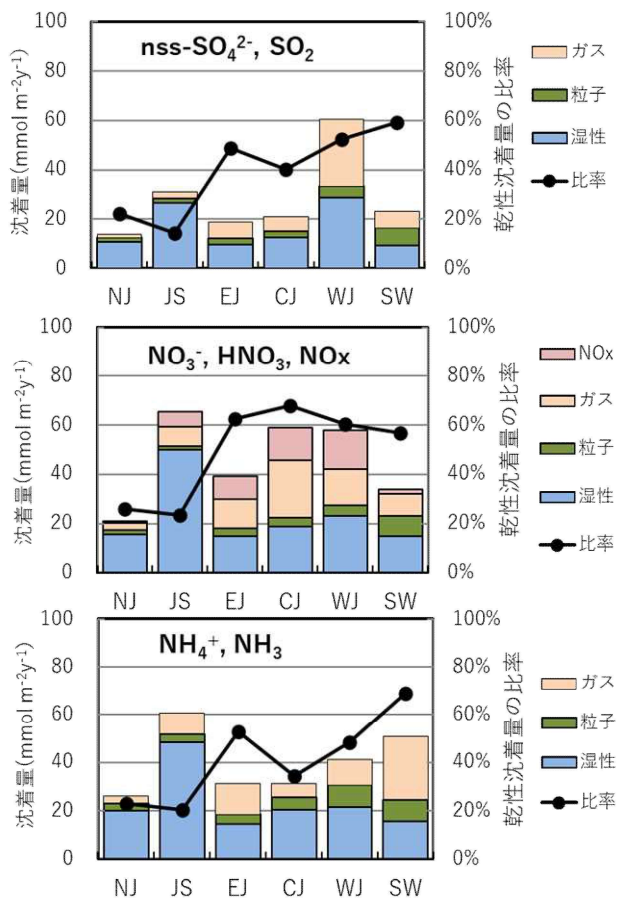 nss-SO₄²⁻, SO₂
沈着量(mmol m⁻²y⁻¹)
100
80
60
40
20
0
NJ JS EJ CJ WJ SW
100%
80%
60%
40%
20%
0%
乾性沈着量の比率
ガス
粒子
湿性
比率
NO₃⁻, HNO₃, NOx
沈着量(mmol m⁻²y⁻¹)
100
80
60
40
20
0
NJ JS EJ CJ WJ SW
100%
80%
60%
40%
20%
0%
乾性沈着量の比率
NOx
ガス
粒子
湿性
比率
NH₄⁺, NH₃
沈着量(mmol m⁻²y⁻¹)
100
80
60
40
20
0
NJ JS EJ CJ WJ SW
100%
80%
60%
40%
20%
0%
乾性沈着量の比率
ガス
粒子
湿性
比率